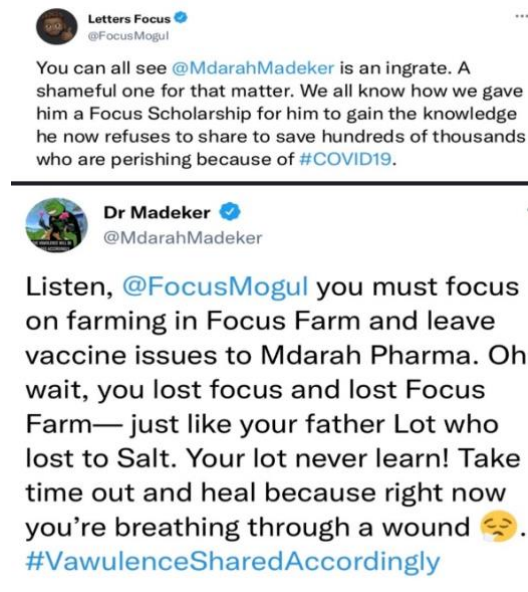 Letters Focus
@FocusMogul
You can all see @MdarahMadeker is an ingrate. A
shameful one for that matter. We all know how we gave
him a Focus Scholarship for him to gain the knowledge
he now refuses to share to save hundreds of thousands
who are perishing because of #COVID19.
Dr Madeker
@MdarahMadeker
Listen, @FocusMogul you must focus
on farming in Focus Farm and leave
vaccine issues to Mdarah Pharma. Oh
wait, you lost focus and lost Focus
Farm— just like your father Lot who
lost to Salt. Your lot never learn! Take
time out and heal because right now
you’re breathing through a wound 😮‍💨.
#VawulenceSharedAccordingly